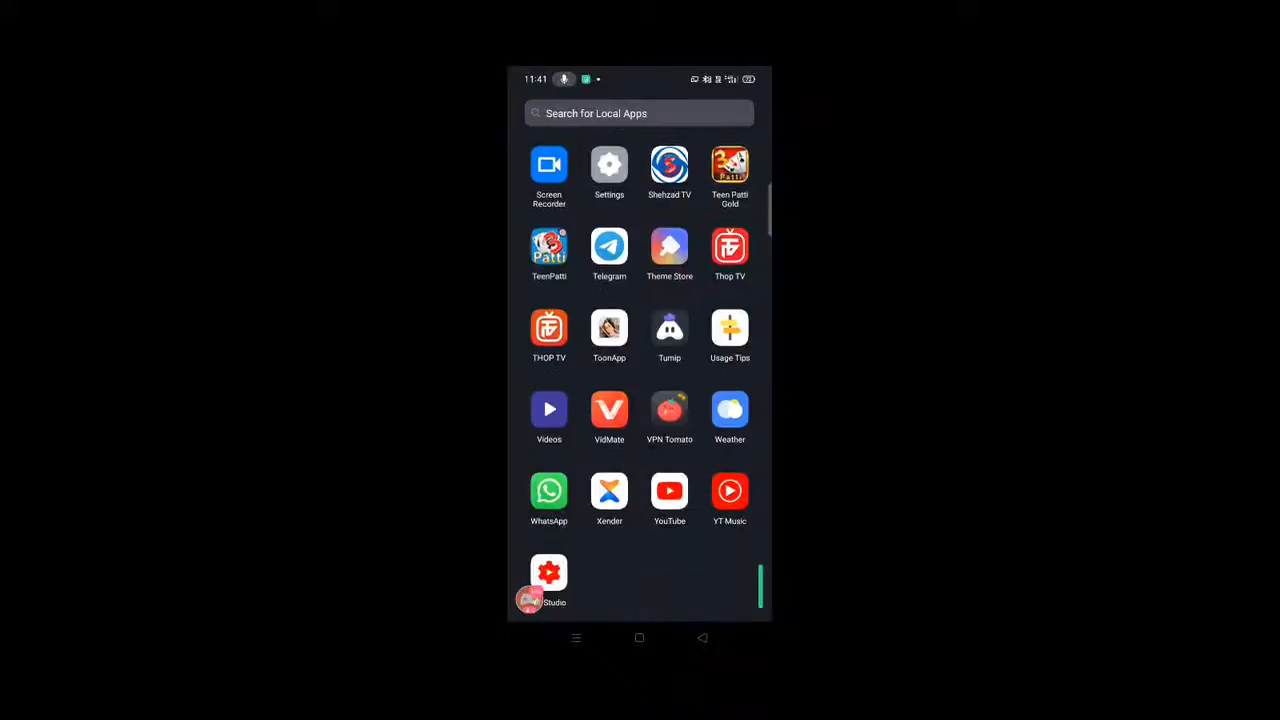 11:41
Search for Local Apps
Screen
Recorder
Settings
Shehzad TV
Teen Patti
Gold
TeenPatti
Telegram
Theme Store
Thop TV
THOP TV
ToonApp
Turnip
Usage Tips
Videos
VidMate
VPN Tomato
Weather
WhatsApp
Xender
YouTube
YT Music
Studio